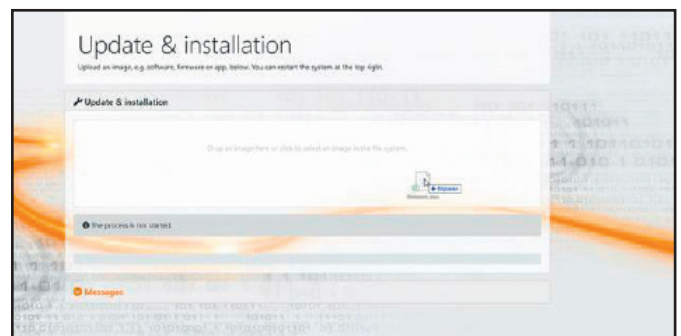 Update & installation
Upload an image, e.g. software, firmware or app, below. You can restart the system at the top right.
Update & installation
Drop an image here or click to select an image in the file system.
The process is not started.
Messages